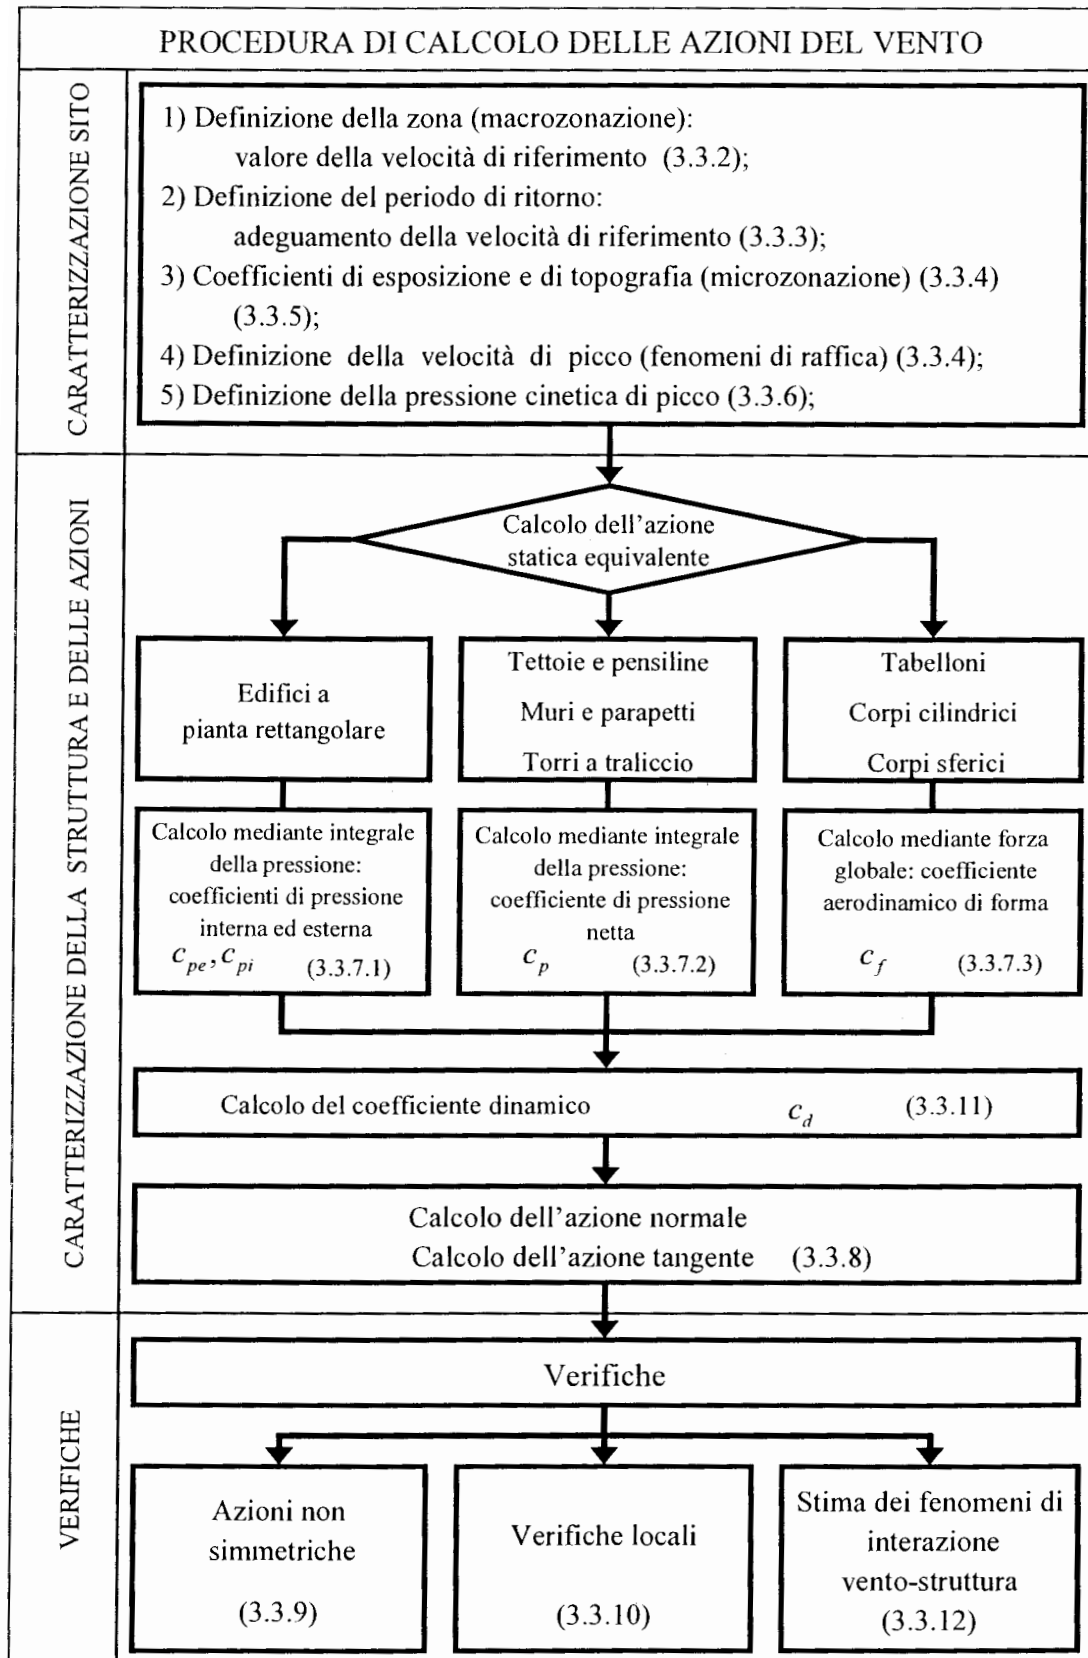 PROCEDURA DI CALCOLO DELLE AZIONI DEL VENTO
CARATTERIZZAZIONE SITO
1) Definizione della zona (macrozonazione):
valore della velocità di riferimento (3.3.2);
2) Definizione del periodo di ritorno:
adeguamento della velocità di riferimento (3.3.3);
3) Coefficienti di esposizione e di topografia (microzonazione) (3.3.4)
(3.3.5);
4) Definizione della velocità di picco (fenomeni di raffica) (3.3.4);
5) Definizione della pressione cinetica di picco (3.3.6);
CARATTERIZZAZIONE DELLA STRUTTURA E DELLE AZIONI
Calcolo dell'azione
statica equivalente
Edifici a
pianta rettangolare
Tettoie e pensiline
Muri e parapetti
Torri a traliccio
Tabelloni
Corpi cilindrici
Corpi sferici
Calcolo mediante integrale
della pressione:
coefficienti di pressione
interna ed esterna
c_pe, c_pi (3.3.7.1)
Calcolo mediante integrale
della pressione:
coefficiente di pressione
netta
c_p (3.3.7.2)
Calcolo mediante forza
globale: coefficiente
aerodinamico di forma
c_f (3.3.7.3)
Calcolo del coefficiente dinamico c_d (3.3.11)
Calcolo dell'azione normale
Calcolo dell'azione tangente (3.3.8)
VERIFICHE
Verifiche
Azioni non
simmetriche
(3.3.9)
Verifiche locali
(3.3.10)
Stima dei fenomeni di
interazione
vento-struttura
(3.3.12)